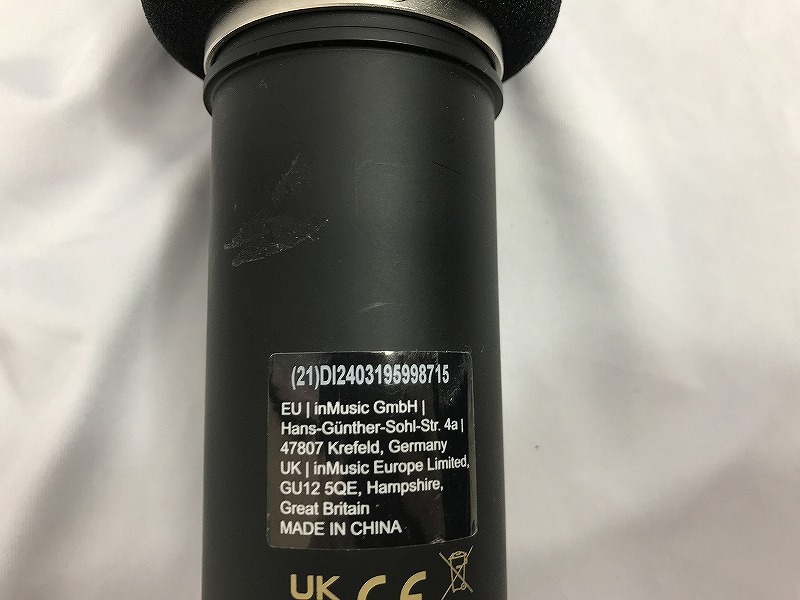 (21)DI2403195998715
EU | inMusic GmbH |
Hans-Günther-Sohl-Str. 4a |
47807 Krefeld, Germany
UK | inMusic Europe Limited,
GU12 5QE, Hampshire,
Great Britain
MADE IN CHINA
UK CE